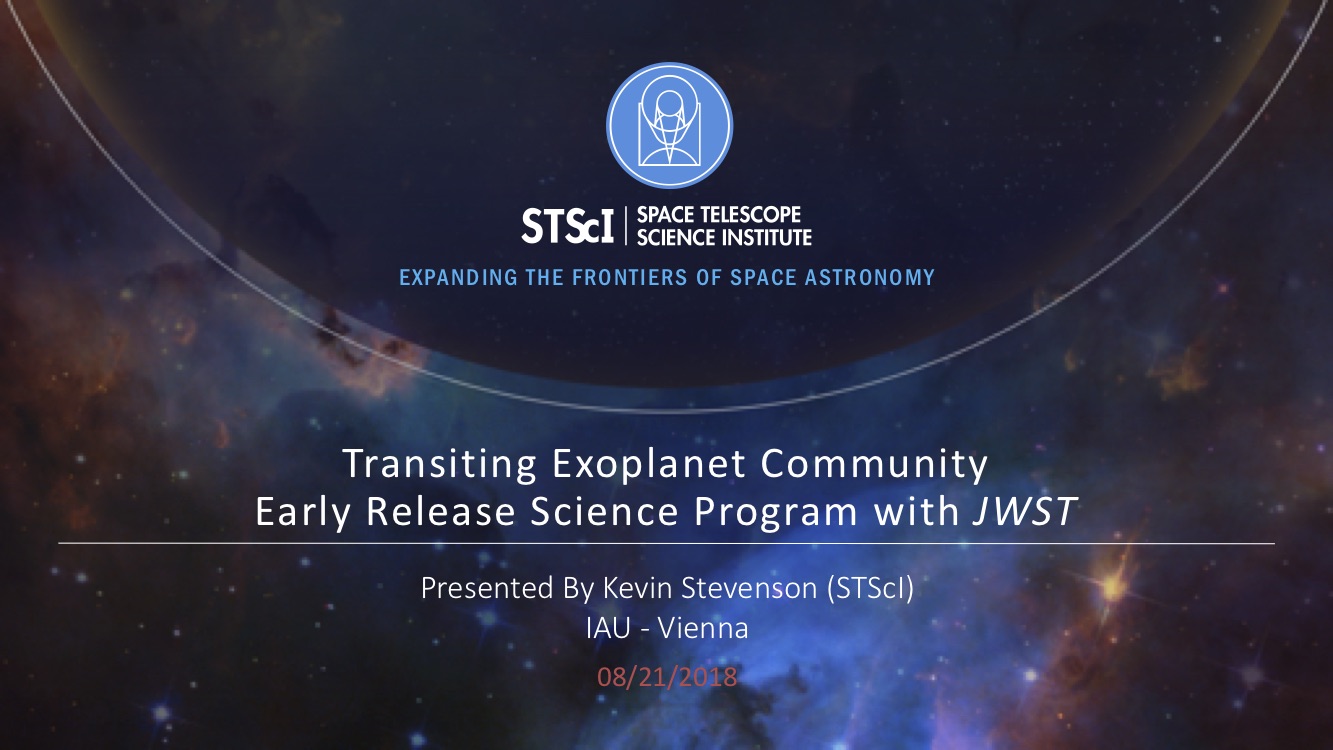 STScI | SPACE TELESCOPE
SCIENCE INSTITUTE
EXPANDING THE FRONTIERS OF SPACE ASTRONOMY
Transiting Exoplanet Community
Early Release Science Program with JWST
Presented By Kevin Stevenson (STScI)
IAU - Vienna
08/21/2018